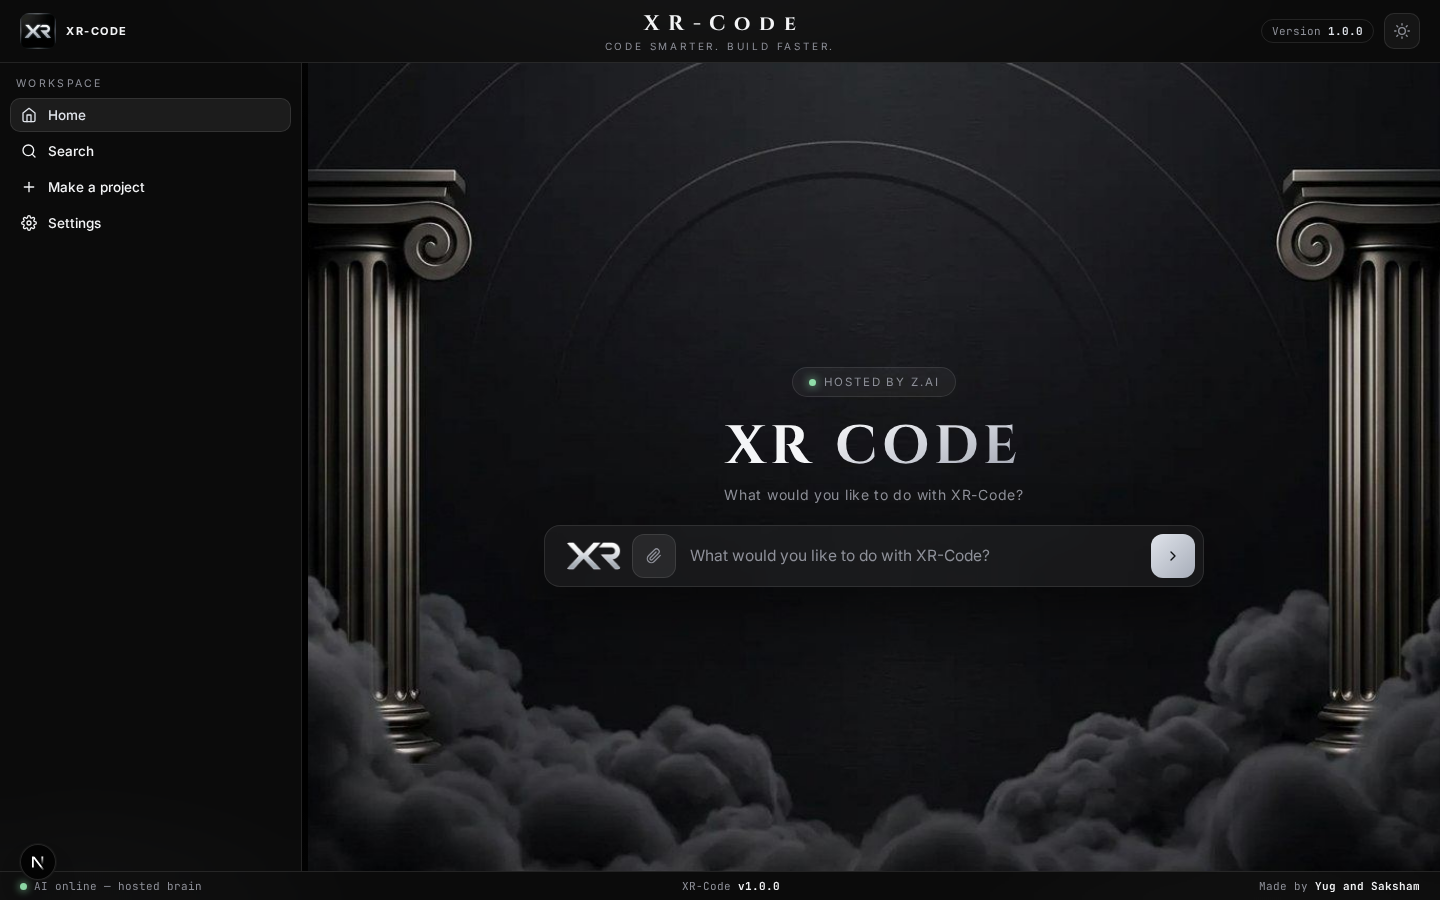 XR
XR-CODE
XR-CODE
CODE SMARTER. BUILD FASTER.
Version 1.0.0
WORKSPACE
Home
Search
Make a project
Settings
HOSTED BY Z.AI
XR CODE
What would you like to do with XR-Code?
XR
What would you like to do with XR-Code?
N
AI online — hosted brain
XR-Code v1.0.0
Made by Yug and Saksham